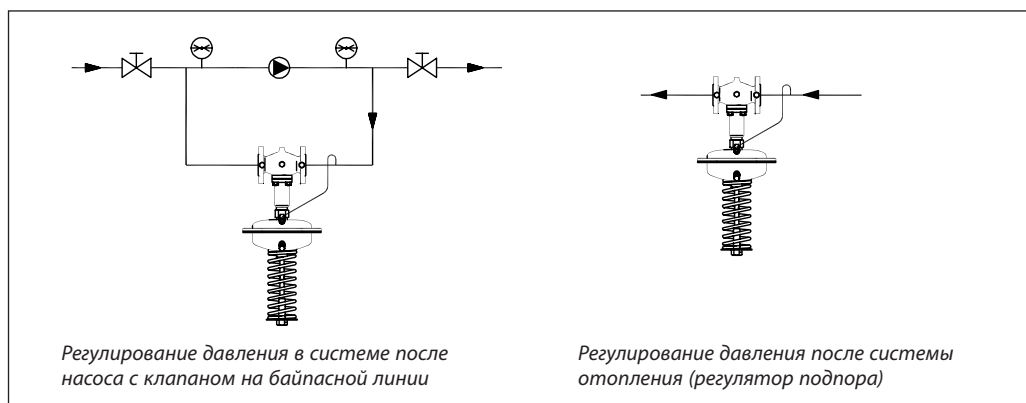 Регулирование давления в системе после
насоса с клапаном на байпасной линии
Регулирование давления после системы
отопления (регулятор подпора)